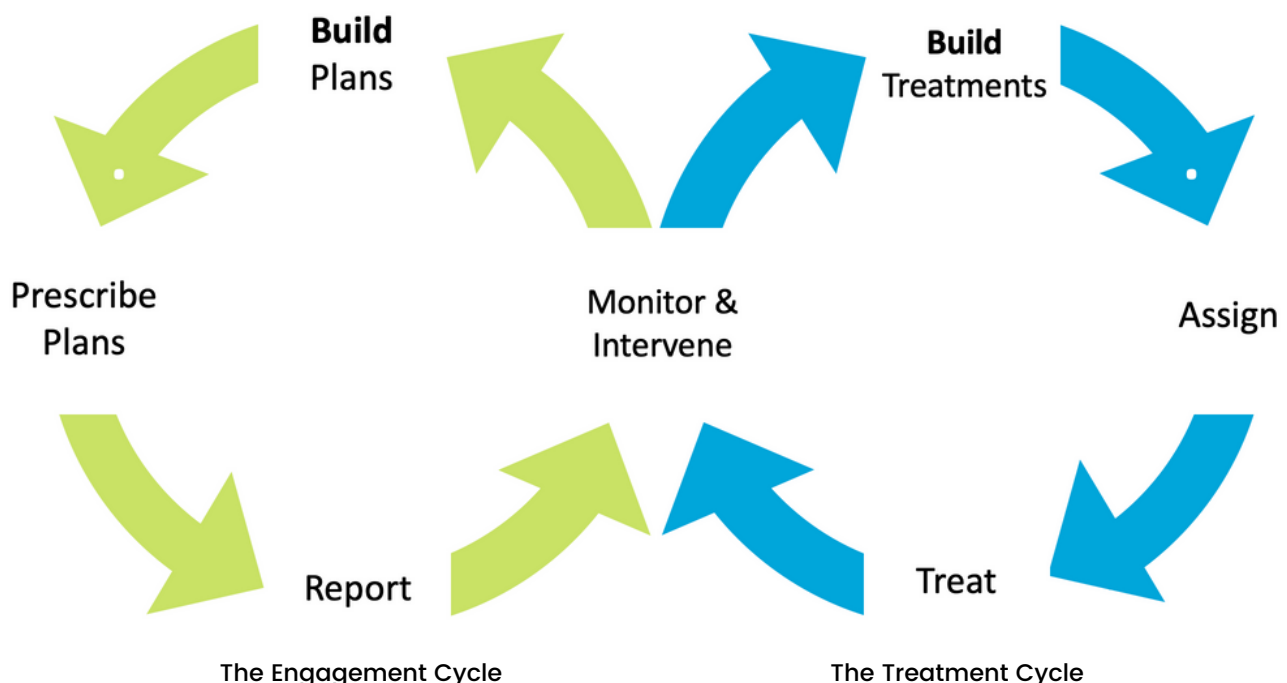 Build
Plans
Build
Treatments
Prescribe
Plans
Monitor &
Intervene
Assign
Report
Treat
The Engagement Cycle
The Treatment Cycle